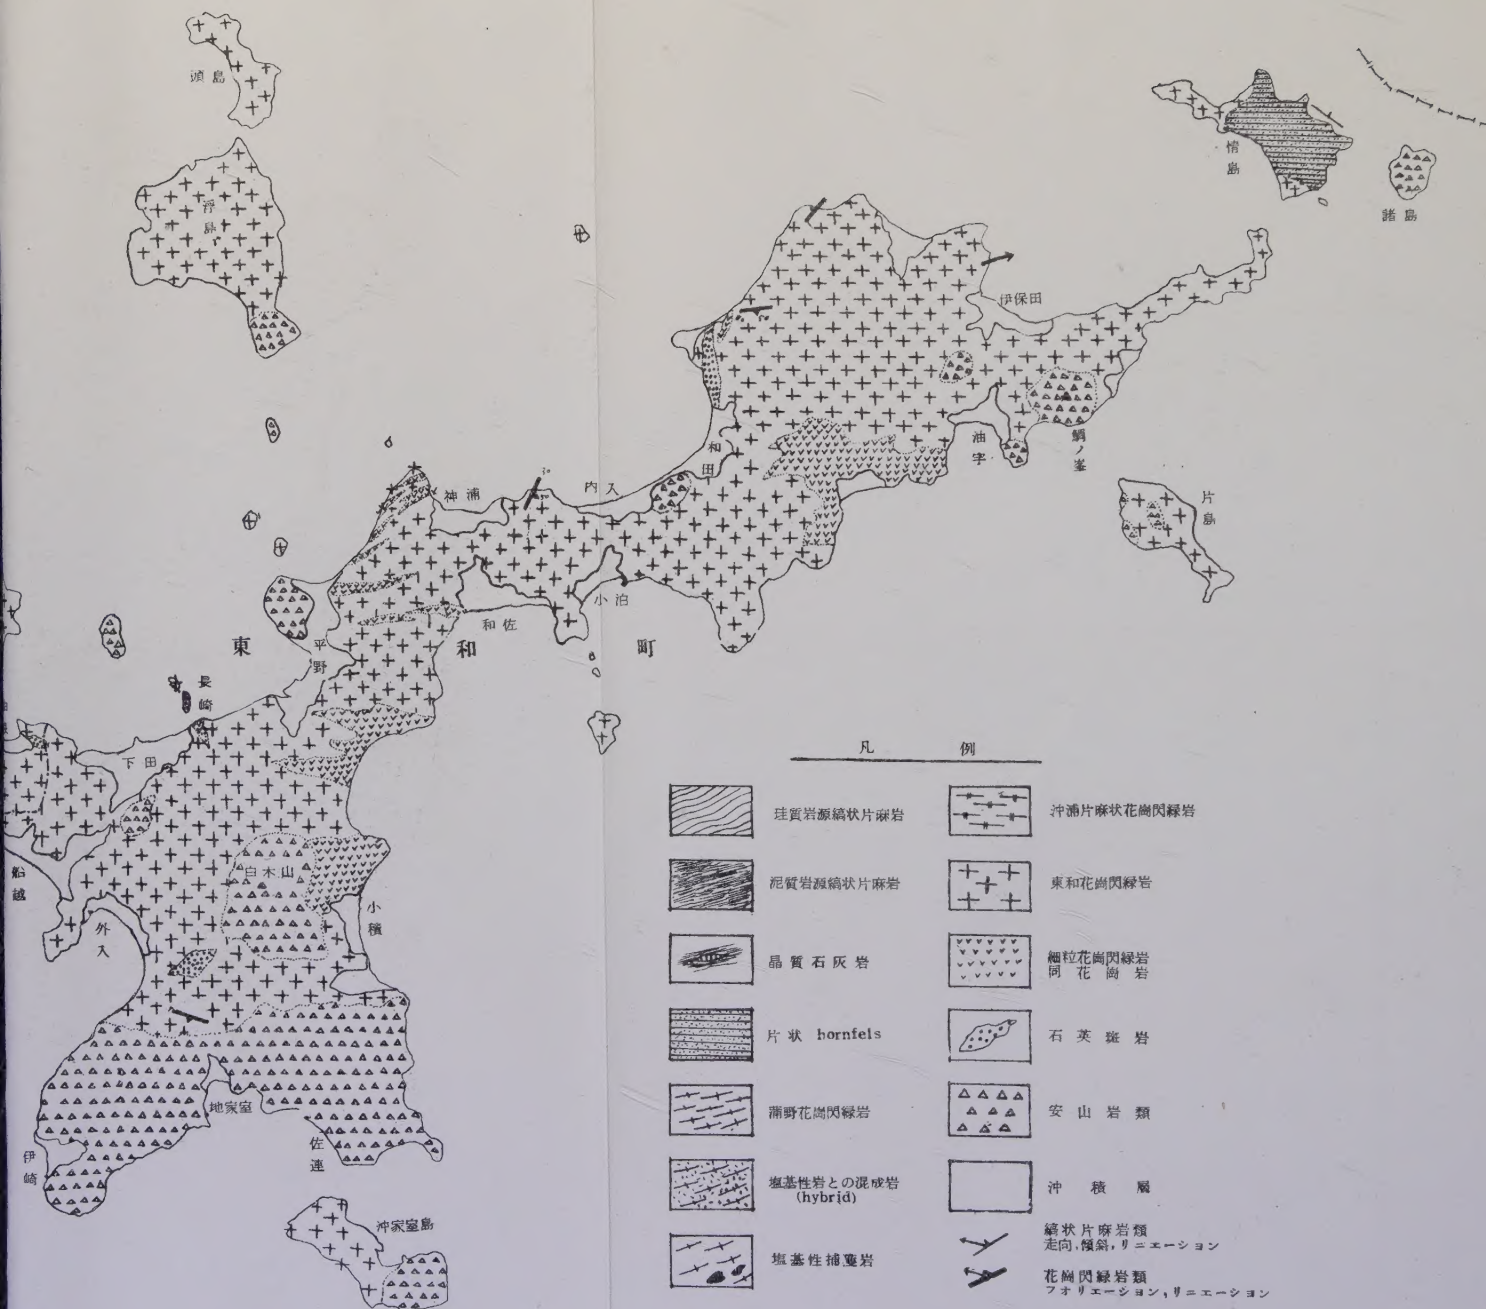 頭島
浮島
情島
諸島
伊保田
和田
油宇
鯛ノ峯
片島
神浦
内入
小泊
和佐
東和町
平野
長崎
下田
船越
白木山
小積
外入
地家室
佐連
伊崎
沖家室島
凡例
珪質岩源縞状片麻岩
泥質岩源縞状片麻岩
晶質石灰岩
片状 hornfels
蒲野花崗閃緑岩
塩基性岩との混成岩
(hybrid)
塩基性捕獲岩
沖浦片麻状花崗閃緑岩
東和花崗閃緑岩
細粒花崗閃緑岩
同花崗岩
石英斑岩
安山岩類
沖積層
縞状片麻岩類
走向,傾斜,リニエーション
花崗閃緑岩類
フオリエーション,リニエーション